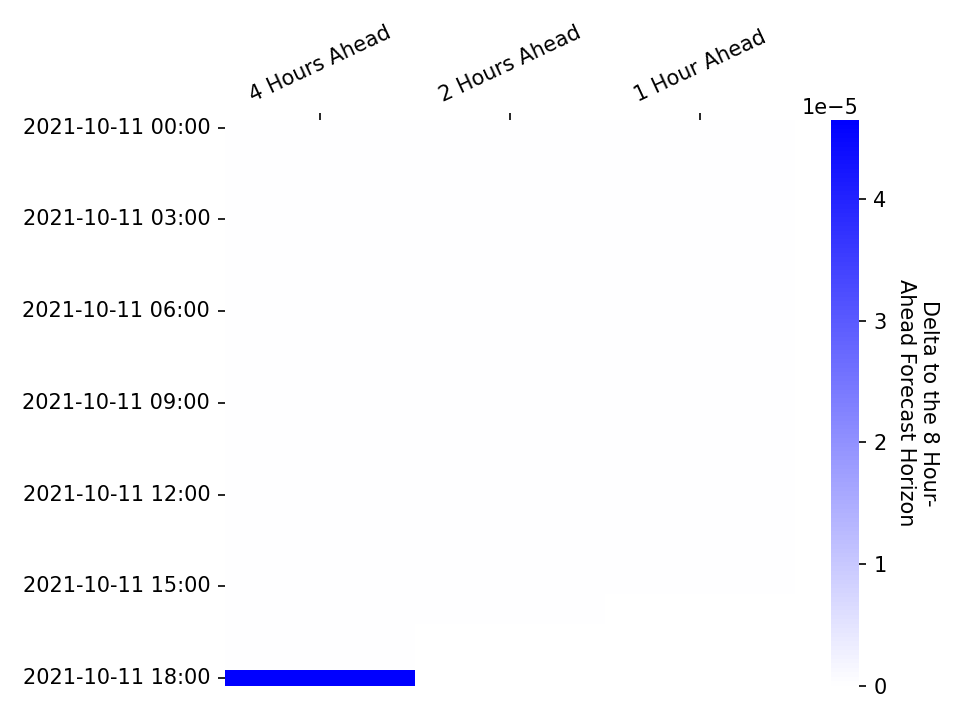 4 Hours Ahead
2 Hours Ahead
1 Hour Ahead
1e−5
2021-10-11 00:00
2021-10-11 03:00
2021-10-11 06:00
2021-10-11 09:00
2021-10-11 12:00
2021-10-11 15:00
2021-10-11 18:00
4
3
2
1
0
Delta to the 8 Hour-
Ahead Forecast Horizon